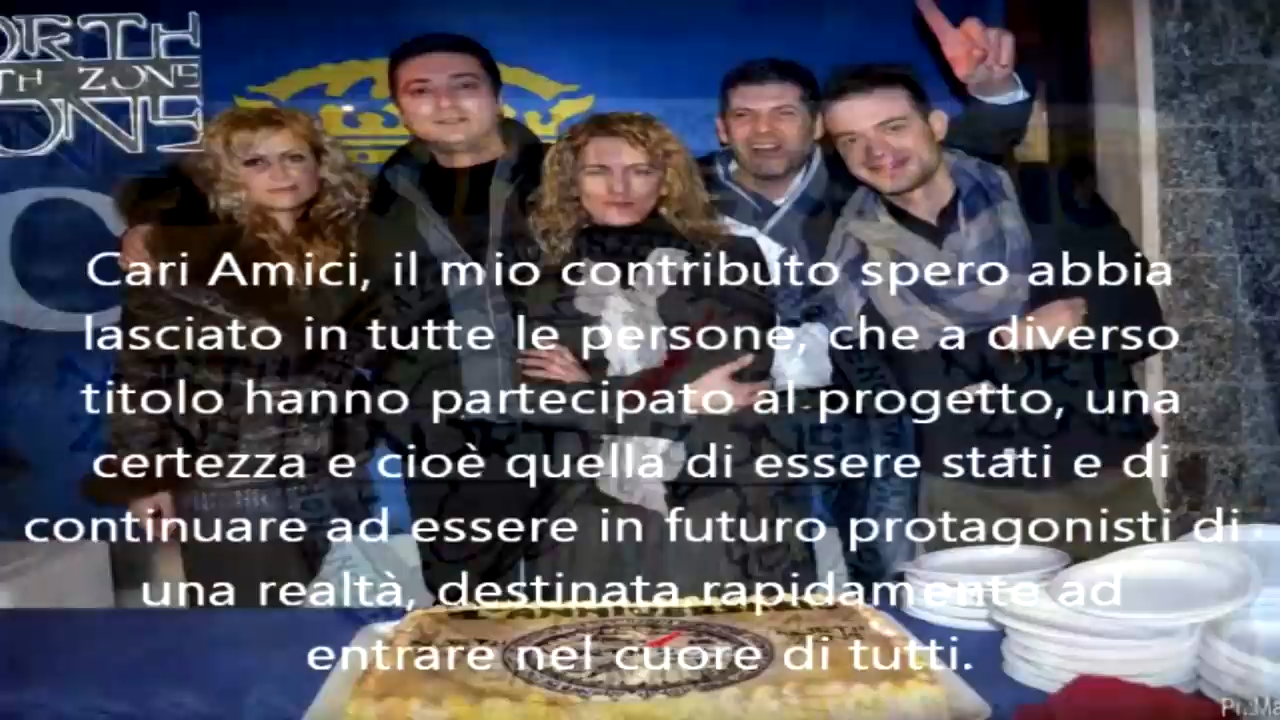 ZONE
C
Cari Amici, il mio contributo spero abbia
lasciato in tutte le persone, che a diverso
titolo hanno partecipato al progetto, una
certezza e cioè quella di essere stati e di
continuare ad essere in futuro protagonisti di
una realtà, destinata rapidamente ad
entrare nel cuore di tutti.